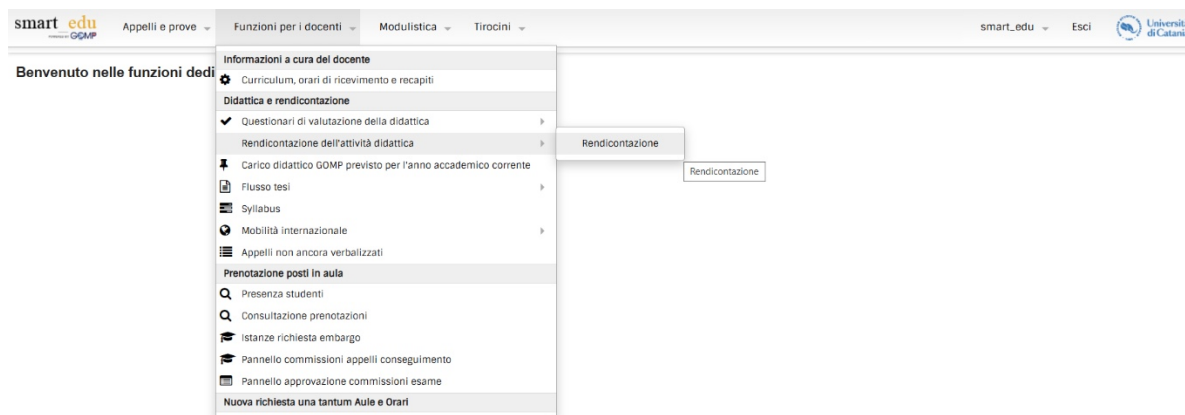 smart_edu
POWERED BY GOMP
Appelli e prove
Funzioni per i docenti
Modulistica
Tirocini
smart_edu
Esci
Universit
di Catani
Benvenuto nelle funzioni dedi
Informazioni a cura del docente
Curriculum, orari di ricevimento e recapiti
Didattica e rendicontazione
Questionari di valutazione della didattica
Rendicontazione dell'attività didattica
Rendicontazione
Rendicontazione
Carico didattico GOMP previsto per l'anno accademico corrente
Flusso tesi
Syllabus
Mobilità internazionale
Appelli non ancora verbalizzati
Prenotazione posti in aula
Presenza studenti
Consultazione prenotazioni
Istanze richiesta embargo
Pannello commissioni appelli conseguimento
Pannello approvazione commissioni esame
Nuova richiesta una tantum Aule e Orari